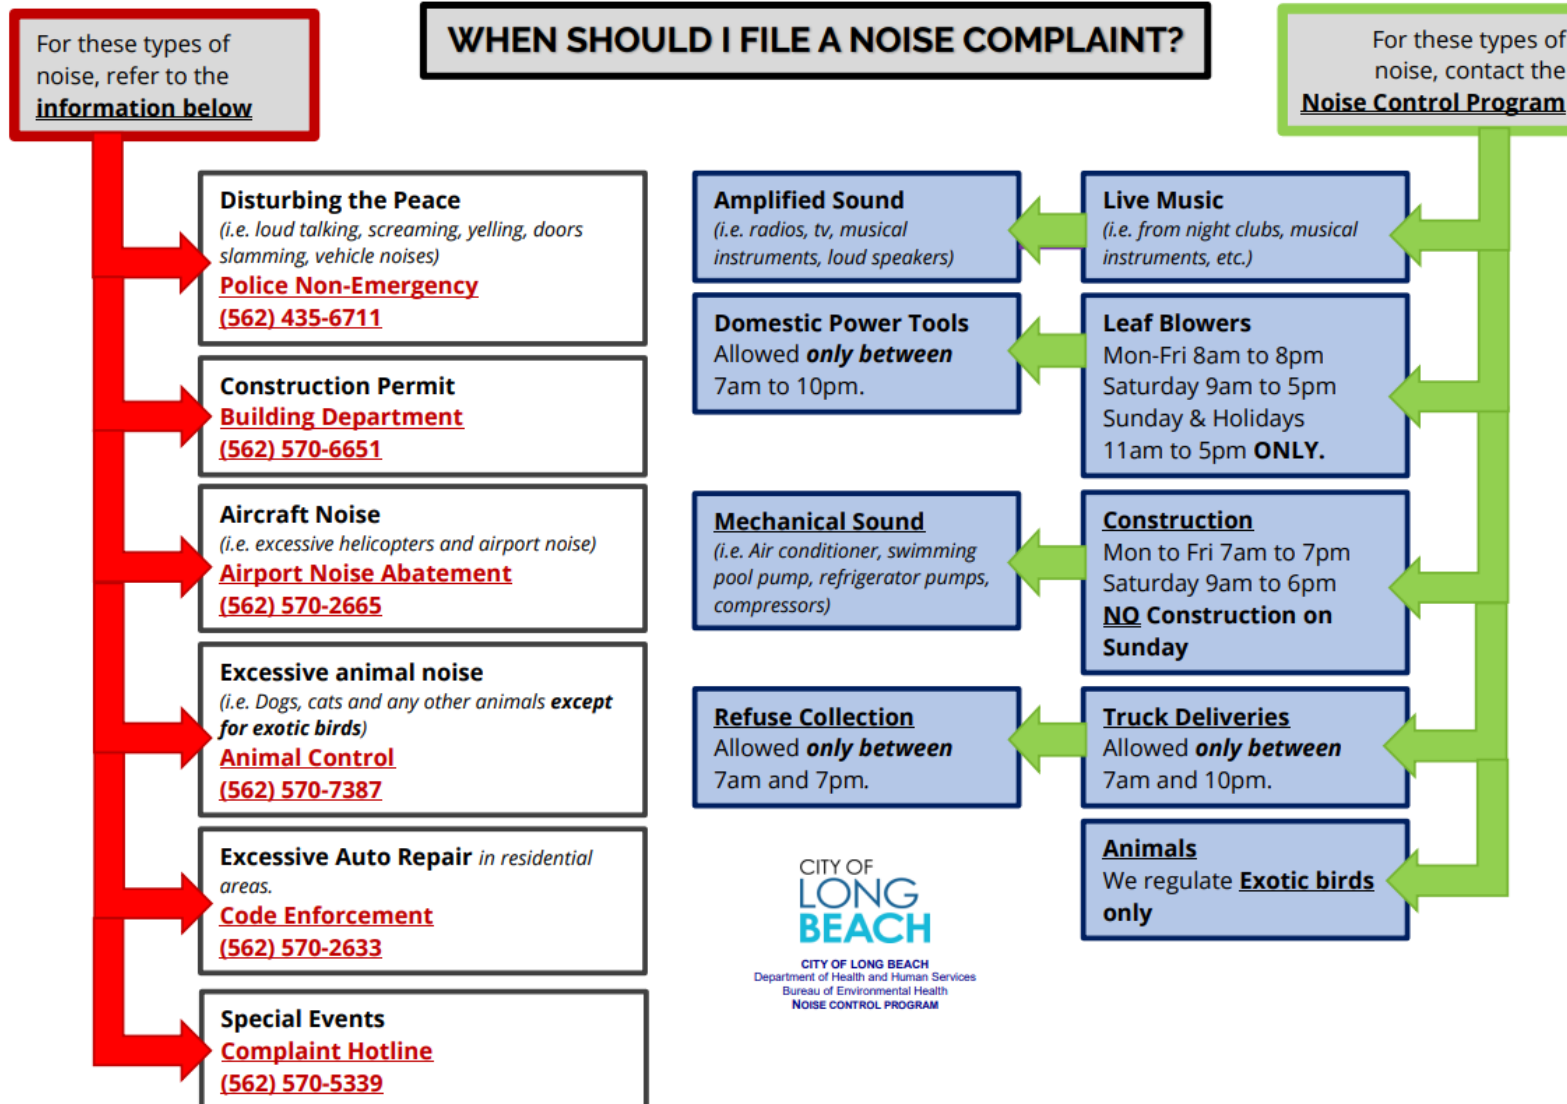 For these types of
noise, refer to the
information below
WHEN SHOULD I FILE A NOISE COMPLAINT?
For these types of
noise, contact the
Noise Control Program
Disturbing the Peace
(i.e. loud talking, screaming, yelling, doors
slamming, vehicle noises)
Police Non-Emergency
(562) 435-6711
Construction Permit
Building Department
(562) 570-6651
Aircraft Noise
(i.e. excessive helicopters and airport noise)
Airport Noise Abatement
(562) 570-2665
Excessive animal noise
(i.e. Dogs, cats and any other animals except
for exotic birds)
Animal Control
(562) 570-7387
Excessive Auto Repair in residential
areas.
Code Enforcement
(562) 570-2633
Special Events
Complaint Hotline
(562) 570-5339
Amplified Sound
(i.e. radios, tv, musical
instruments, loud speakers)
Domestic Power Tools
Allowed only between
7am to 10pm.
Mechanical Sound
(i.e. Air conditioner, swimming
pool pump, refrigerator pumps,
compressors)
Refuse Collection
Allowed only between
7am and 7pm.
Live Music
(i.e. from night clubs, musical
instruments, etc.)
Leaf Blowers
Mon-Fri 8am to 8pm
Saturday 9am to 5pm
Sunday & Holidays
11am to 5pm ONLY.
Construction
Mon to Fri 7am to 7pm
Saturday 9am to 6pm
NO Construction on
Sunday
Truck Deliveries
Allowed only between
7am and 10pm.
Animals
We regulate Exotic birds
only
CITY OF
LONG
BEACH
CITY OF LONG BEACH
Department of Health and Human Services
Bureau of Environmental Health
NOISE CONTROL PROGRAM